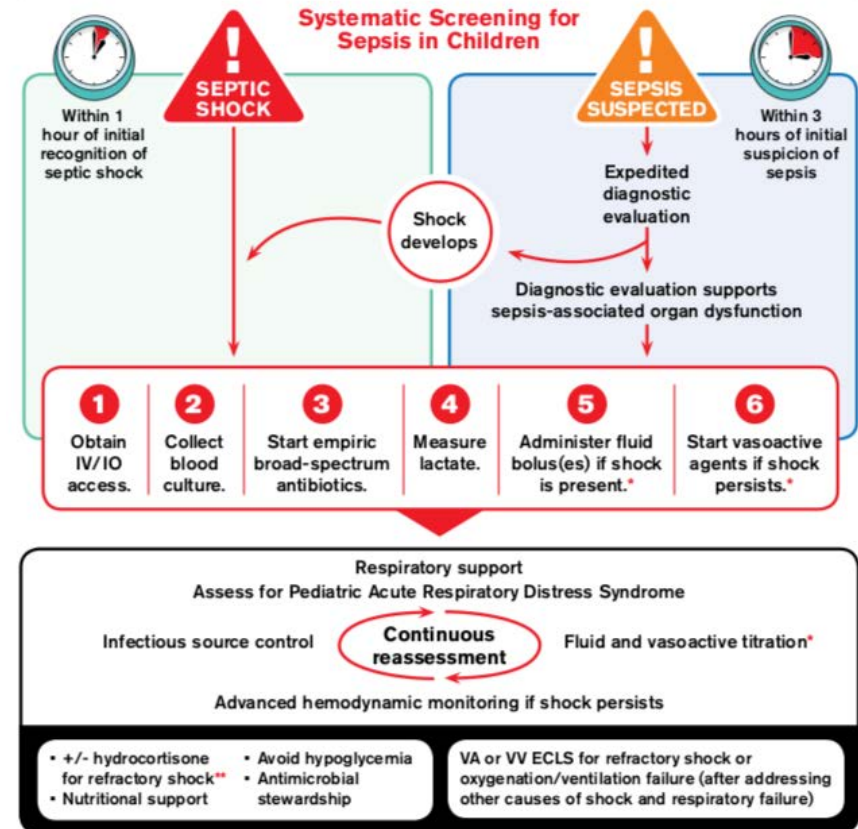 Systematic Screening for
Sepsis in Children
!
SEPTIC
SHOCK
!
SEPSIS
SUSPECTED
Within 1
hour of initial
recognition of
septic shock
Within 3
hours of initial
suspicion of
sepsis
Expedited
diagnostic
evaluation
Shock
develops
Diagnostic evaluation supports
sepsis-associated organ dysfunction
1
Obtain
IV/IO
access.
2
Collect
blood
culture.
3
Start empiric
broad-spectrum
antibiotics.
4
Measure
lactate.
5
Administer fluid
bolus(es) if shock
is present.*
6
Start vasoactive
agents if shock
persists.*
Respiratory support
Assess for Pediatric Acute Respiratory Distress Syndrome
Infectious source control
Continuous
reassessment
Fluid and vasoactive titration*
Advanced hemodynamic monitoring if shock persists
• +/- hydrocortisone
for refractory shock**
• Nutritional support
• Avoid hypoglycemia
• Antimicrobial
stewardship
VA or VV ECLS for refractory shock or
oxygenation/ventilation failure (after addressing
other causes of shock and respiratory failure)